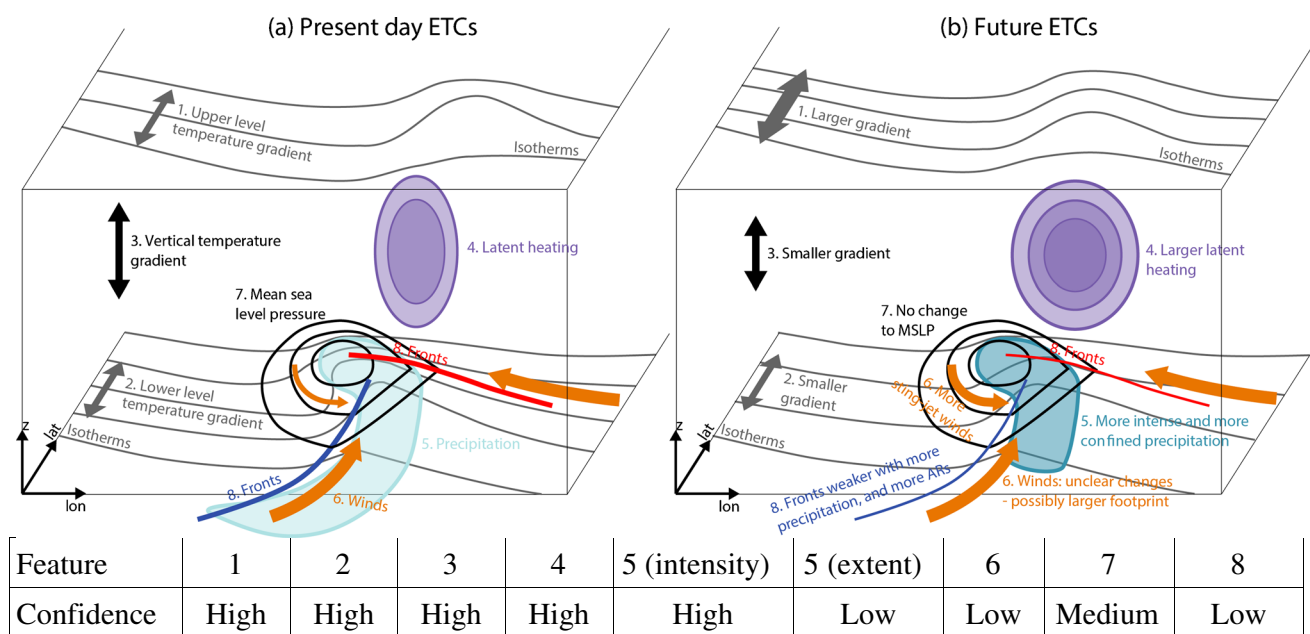 (a) Present day ETCs
1. Upper level
temperature gradient
Isotherms
3. Vertical temperature
gradient
4. Latent heating
7. Mean sea
level pressure
8. Fronts
2. Lower level
temperature gradient
Isotherms
5. Precipitation
8. Fronts
6. Winds
z
lat
lon
(b) Future ETCs
1. Larger gradient
Isotherms
3. Smaller gradient
4. Larger latent
heating
7. No change
to MSLP
8. Fronts
2. Smaller
gradient
6. More
sting-jet winds
Isotherms
5. More intense and more
confined precipitation
8. Fronts weaker with more
precipitation, and more ARs
6. Winds: unclear changes
- possibly larger footprint
z
lat
lon
Feature 1 2 3 4 5 (intensity) 5 (extent) 6 7 8
Confidence High High High High High Low Low Medium Low